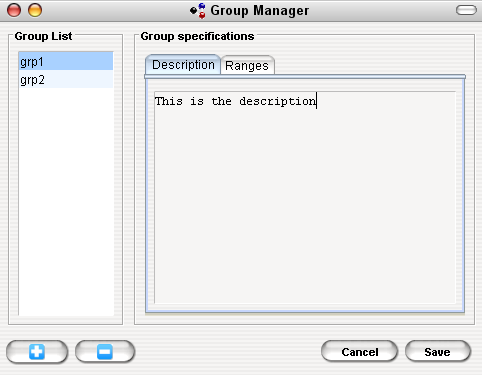 Group Manager
Group List
grp1
grp2
Group specifications
Description
Ranges
This is the description
Cancel
Save